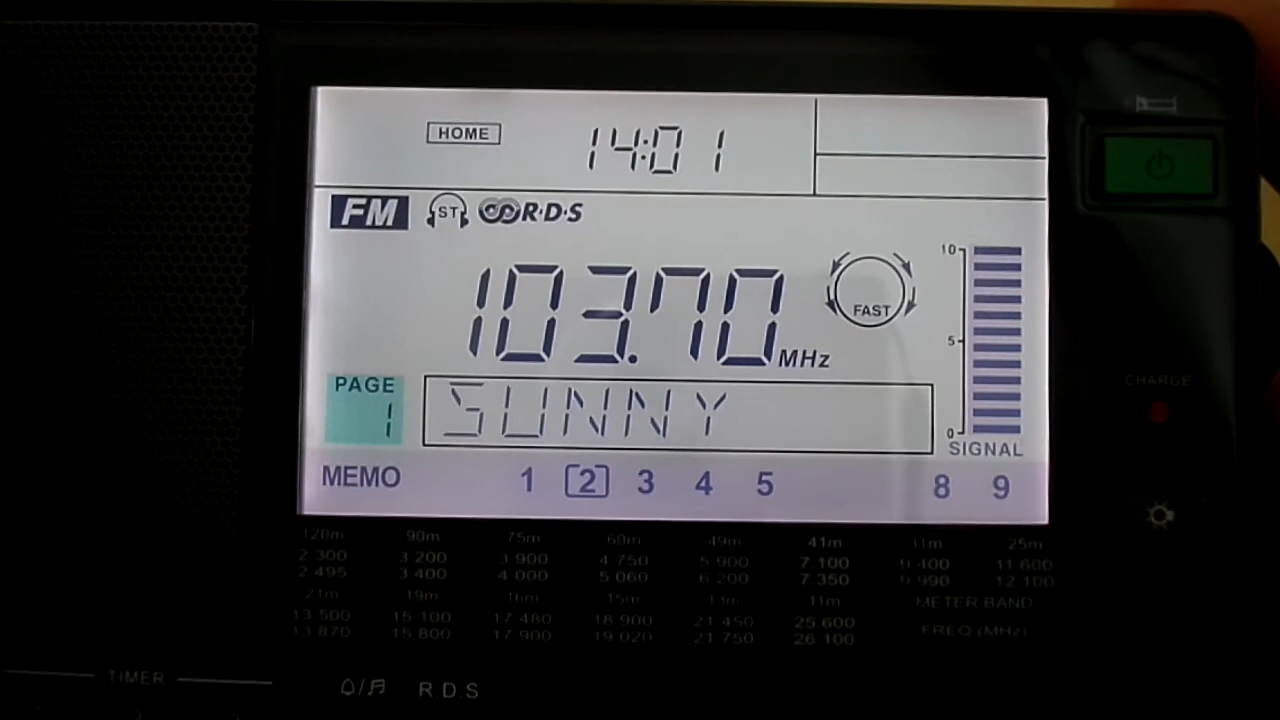 HOME 14:01
FM ST R·D·S
103.70 MHz
FAST
10
5
0
SIGNAL
PAGE
1
SUNNY
MEMO 1 2 3 4 5 8 9
CHARGE
120m 90m 75m 60m 49m 41m 31m 25m
2 300 3 200 3 900 4 750 5 900 7.100 9 400 11 600
2 495 3 400 4 000 5 060 6 200 7 350 9 990 12 100
21m 19m 16m 15m 13m 11m METER BAND
13 500 15 100 17 480 18 900 21 450 25 600 FREQ (MHz)
13 870 15 800 17 900 19 020 21 750 26 100
TIMER
R.D.S